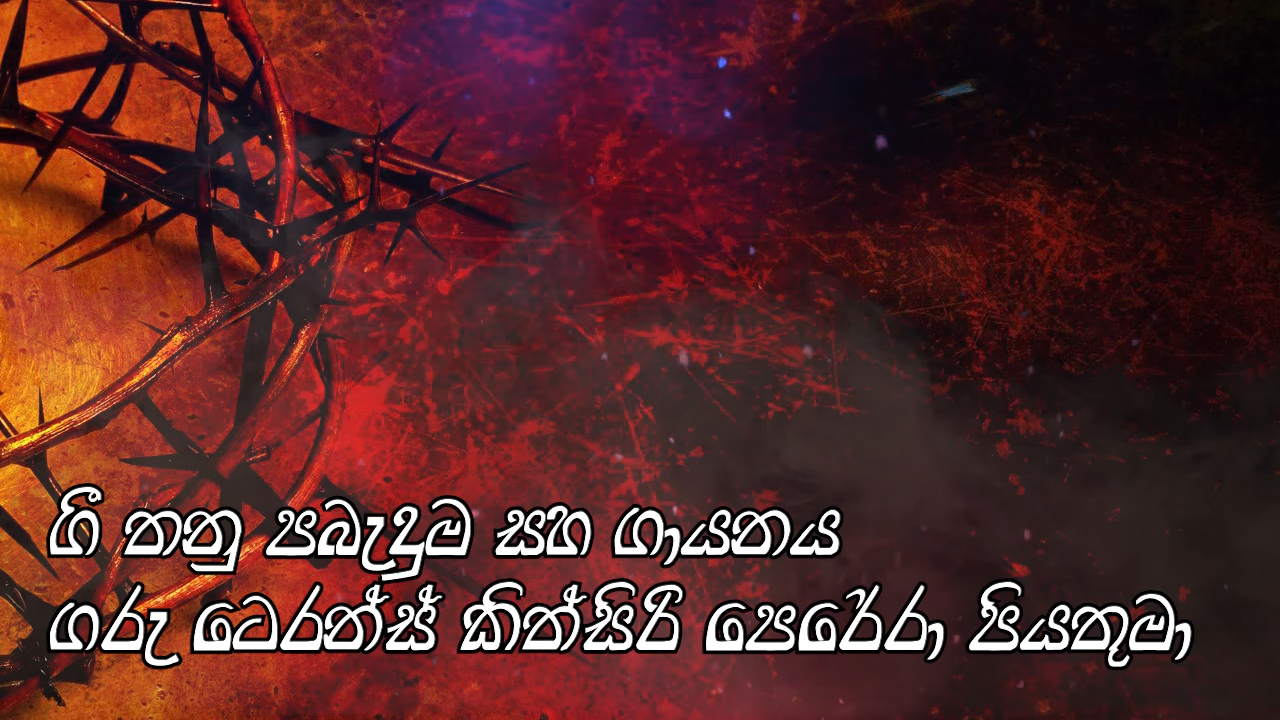 ගී තනු පබැඳුම සහ ගායනය
ගරු ටෙරන්ස් කිත්සිරි පෙරේරා පියතුමා